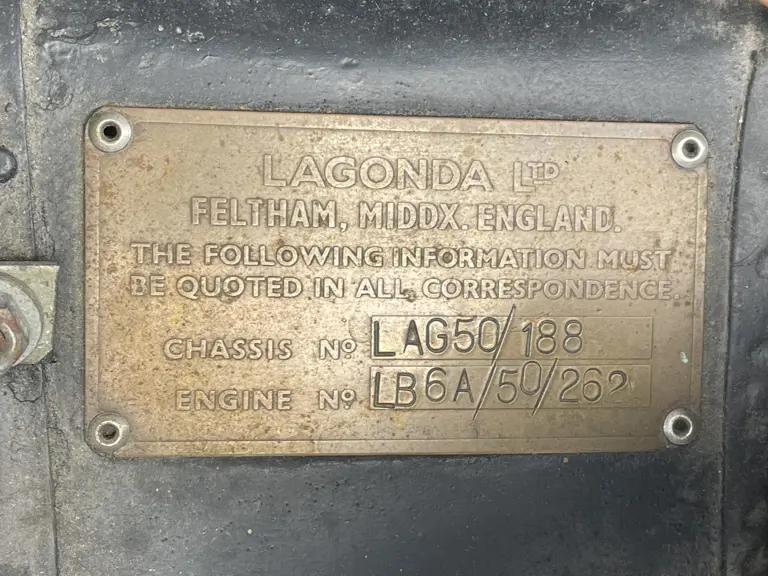 LAGONDA LTD
FELTHAM, MIDDX. ENGLAND.
THE FOLLOWING INFORMATION MUST
BE QUOTED IN ALL CORRESPONDENCE.
CHASSIS Nº LAG50/188
ENGINE Nº LB6A/50/262